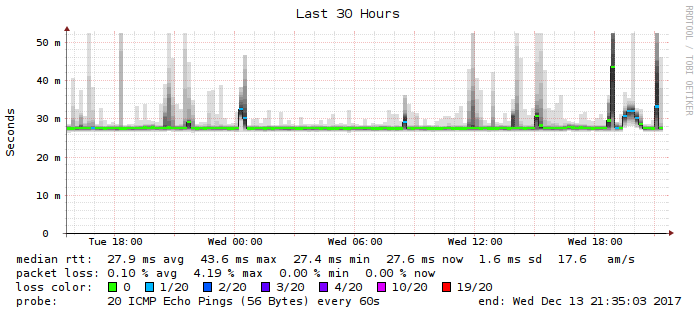 Last 30 Hours
RRDTOOL / TOBI OETIKER
Seconds
50 m
40 m
30 m
20 m
10 m
0
Tue 18:00 Wed 00:00 Wed 06:00 Wed 12:00 Wed 18:00
median rtt: 27.9 ms avg 43.6 ms max 27.4 ms min 27.6 ms now 1.6 ms sd 17.6 am/s
packet loss: 0.10 % avg 4.19 % max 0.00 % min 0.00 % now
loss color: 0 1/20 2/20 3/20 4/20 10/20 19/20
probe: 20 ICMP Echo Pings (56 Bytes) every 60s end: Wed Dec 13 21:35:03 2017